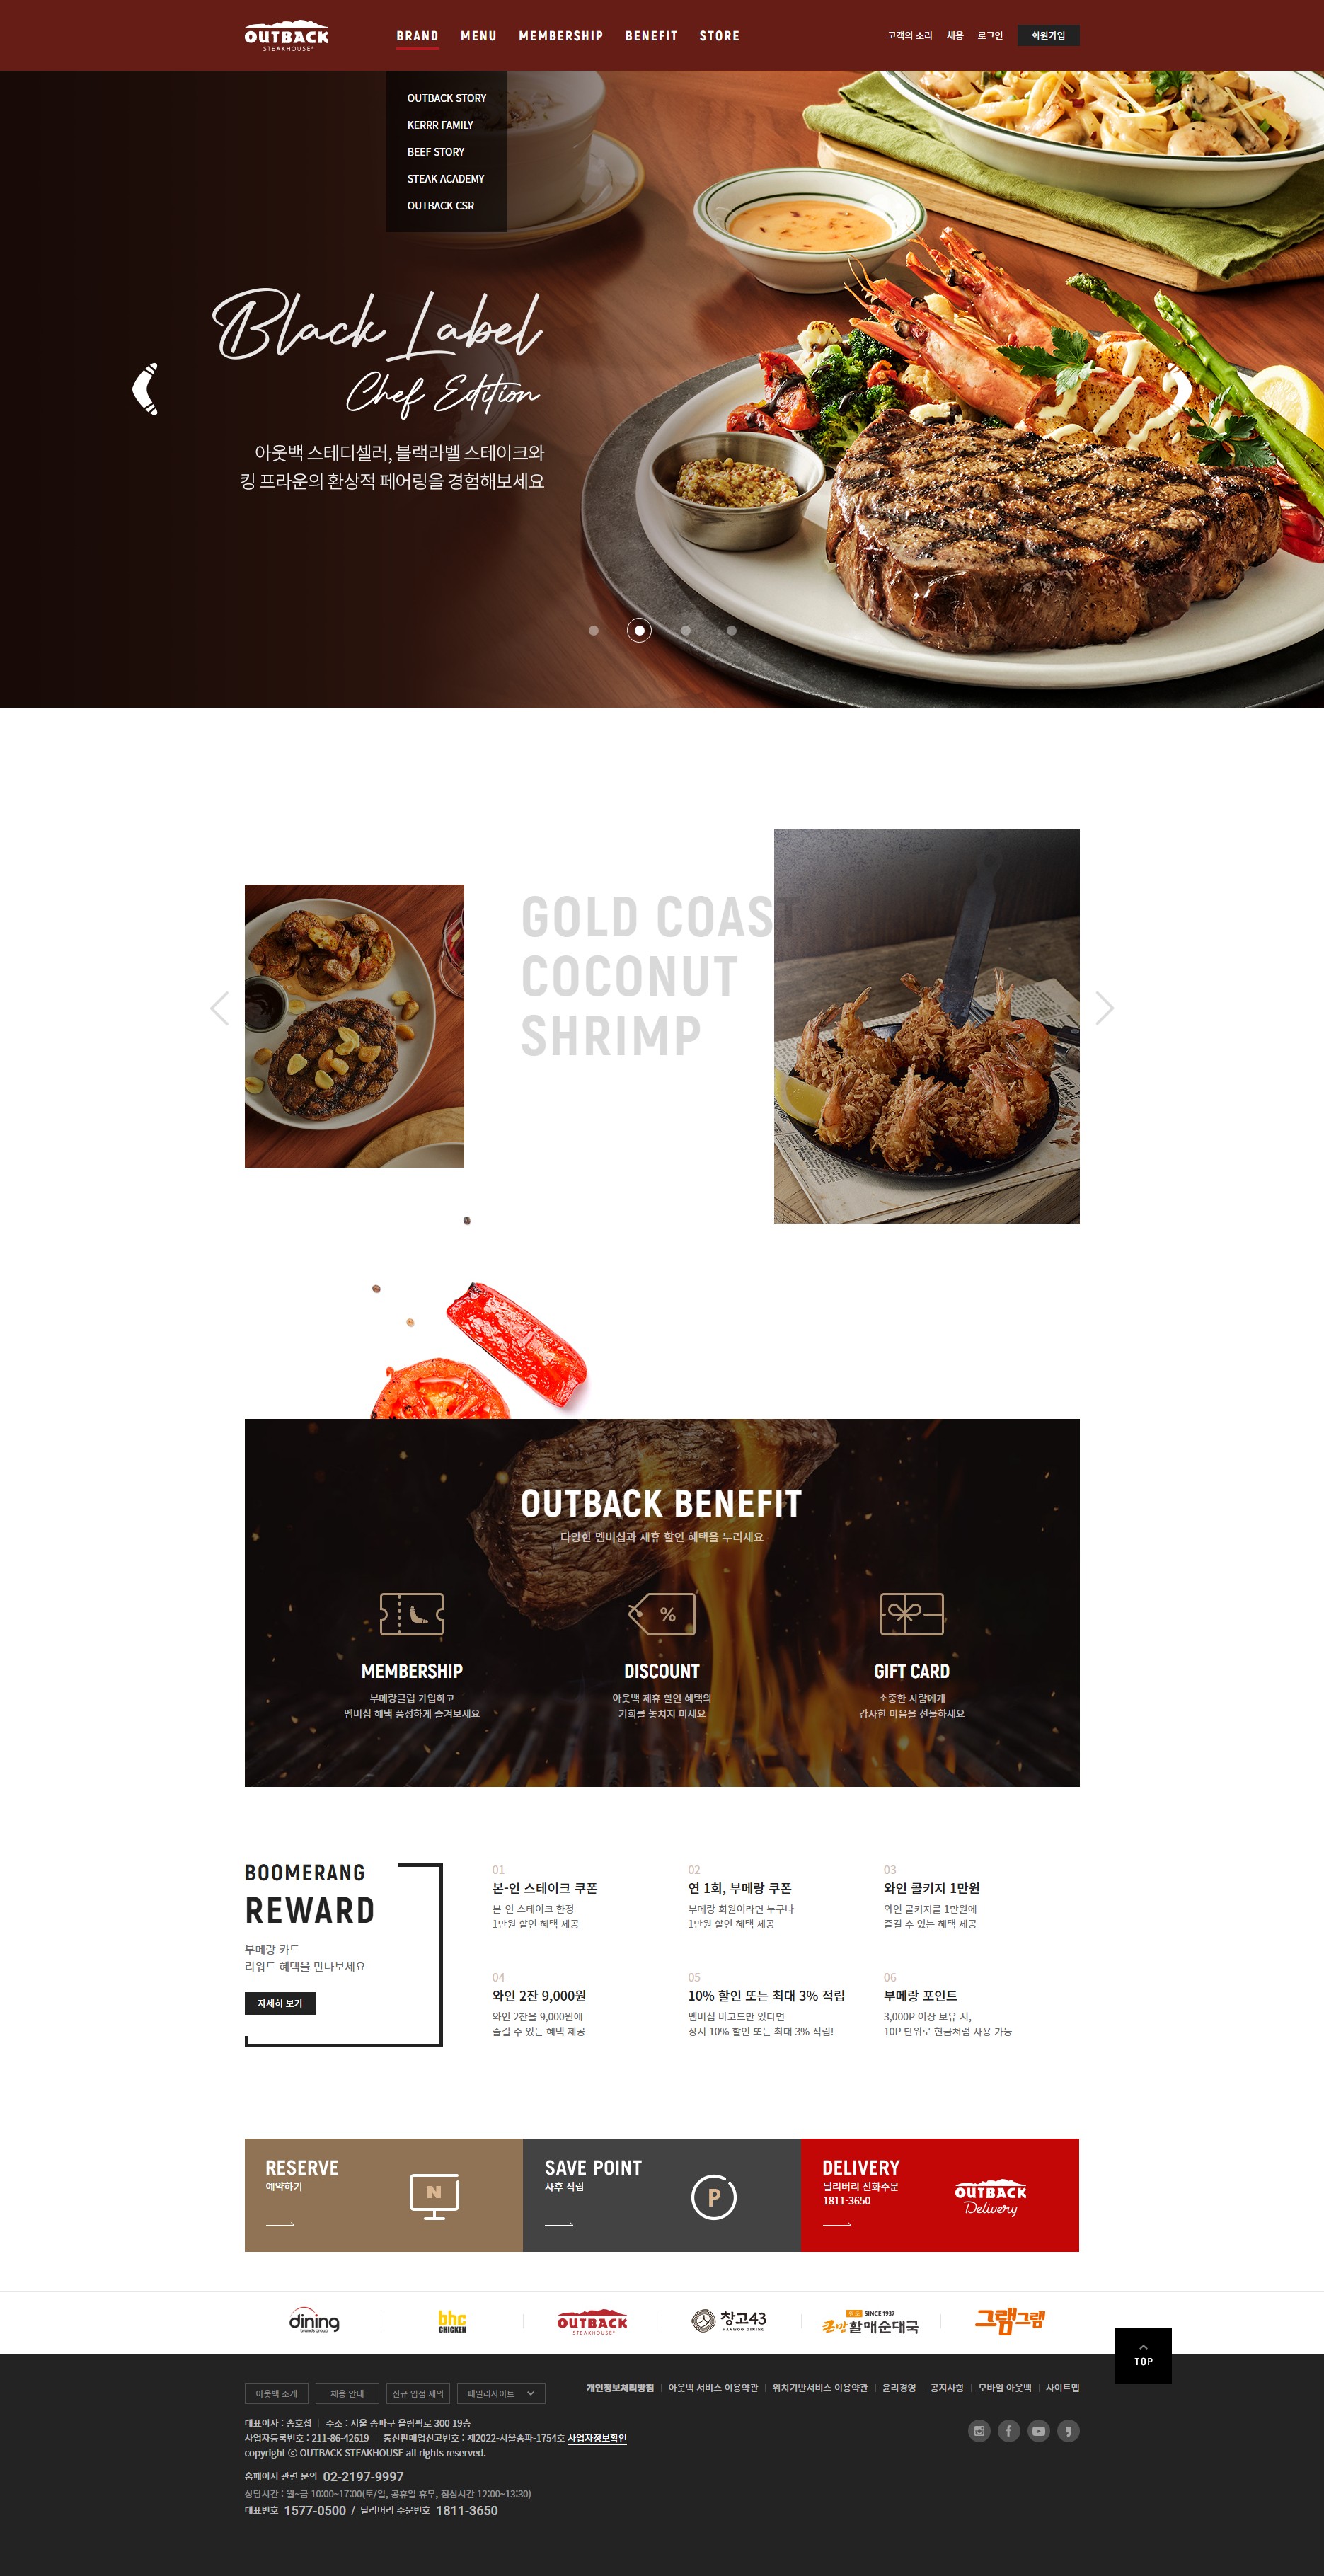 OUTBACK
STEAKHOUSE®
BRAND MENU MEMBERSHIP BENEFIT STORE
고객의 소리 채용 로그인 회원가입
OUTBACK STORY
KERRR FAMILY
BEEF STORY
STEAK ACADEMY
OUTBACK CSR
Black Label
Chef Edition
아웃백 스테디셀러, 블랙라벨 스테이크와
킹 프라운의 환상적 페어링을 경험해보세요
GOLD COAST
COCONUT
SHRIMP
OUTBACK BENEFIT
다양한 멤버십과 제휴 할인 혜택을 누리세요
%
MEMBERSHIP
부메랑클럽 가입하고
멤버십 혜택 풍성하게 즐겨보세요
DISCOUNT
아웃백 제휴 할인 혜택의
기회를 놓치지 마세요
GIFT CARD
소중한 사람에게
감사한 마음을 선물하세요
BOOMERANG
REWARD
부메랑 카드
리워드 혜택을 만나보세요
자세히 보기
01
본-인 스테이크 쿠폰
본-인 스테이크 한정
1만원 할인 혜택 제공
02
연 1회, 부메랑 쿠폰
부메랑 회원이라면 누구나
1만원 할인 혜택 제공
03
와인 콜키지 1만원
와인 콜키지를 1만원에
즐길 수 있는 혜택 제공
04
와인 2잔 9,000원
와인 2잔을 9,000원에
즐길 수 있는 혜택 제공
05
10% 할인 또는 최대 3% 적립
멤버십 바코드만 있다면
상시 10% 할인 또는 최대 3% 적립!
06
부메랑 포인트
3,000P 이상 보유 시,
10P 단위로 현금처럼 사용 가능
RESERVE
예약하기
N
SAVE POINT
사후 적립
P
DELIVERY
딜리버리 전화주문
1811-3650
OUTBACK
Delivery
dining
brands group
bhc
CHICKEN
OUTBACK
STEAKHOUSE®
창고43
HANWOO DINING
SINCE 1937
큰맘할매순대국
그램그램
TOP
아웃백 소개 채용 안내 신규 입점 제의 패밀리사이트
개인정보처리방침 아웃백 서비스 이용약관 위치기반서비스 이용약관 윤리경영 공지사항 모바일 아웃백 사이트맵
대표이사 : 송호섭 주소 : 서울 송파구 올림픽로 300 19층
사업자등록번호 : 211-86-42619 통신판매업신고번호 : 제2022-서울송파-1754호 사업자정보확인
copyright ⓒ OUTBACK STEAKHOUSE all rights reserved.
홈페이지 관련 문의 02-2197-9997
상담시간 : 월~금 10:00~17:00(토/일, 공휴일 휴무, 점심시간 12:00~13:30)
대표번호 1577-0500 / 딜리버리 주문번호 1811-3650